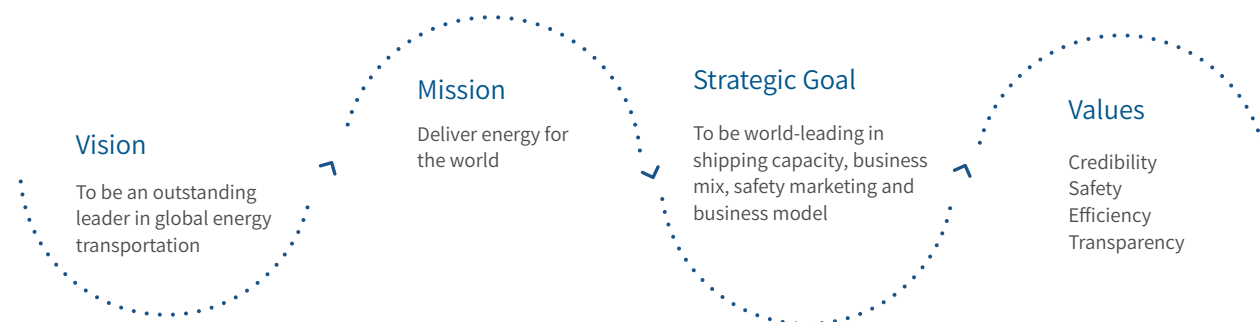 Vision
To be an outstanding
leader in global energy
transportation
Mission
Deliver energy for
the world
Strategic Goal
To be world-leading in
shipping capacity, business
mix, safety marketing and
business model
Values
Credibility
Safety
Efficiency
Transparency